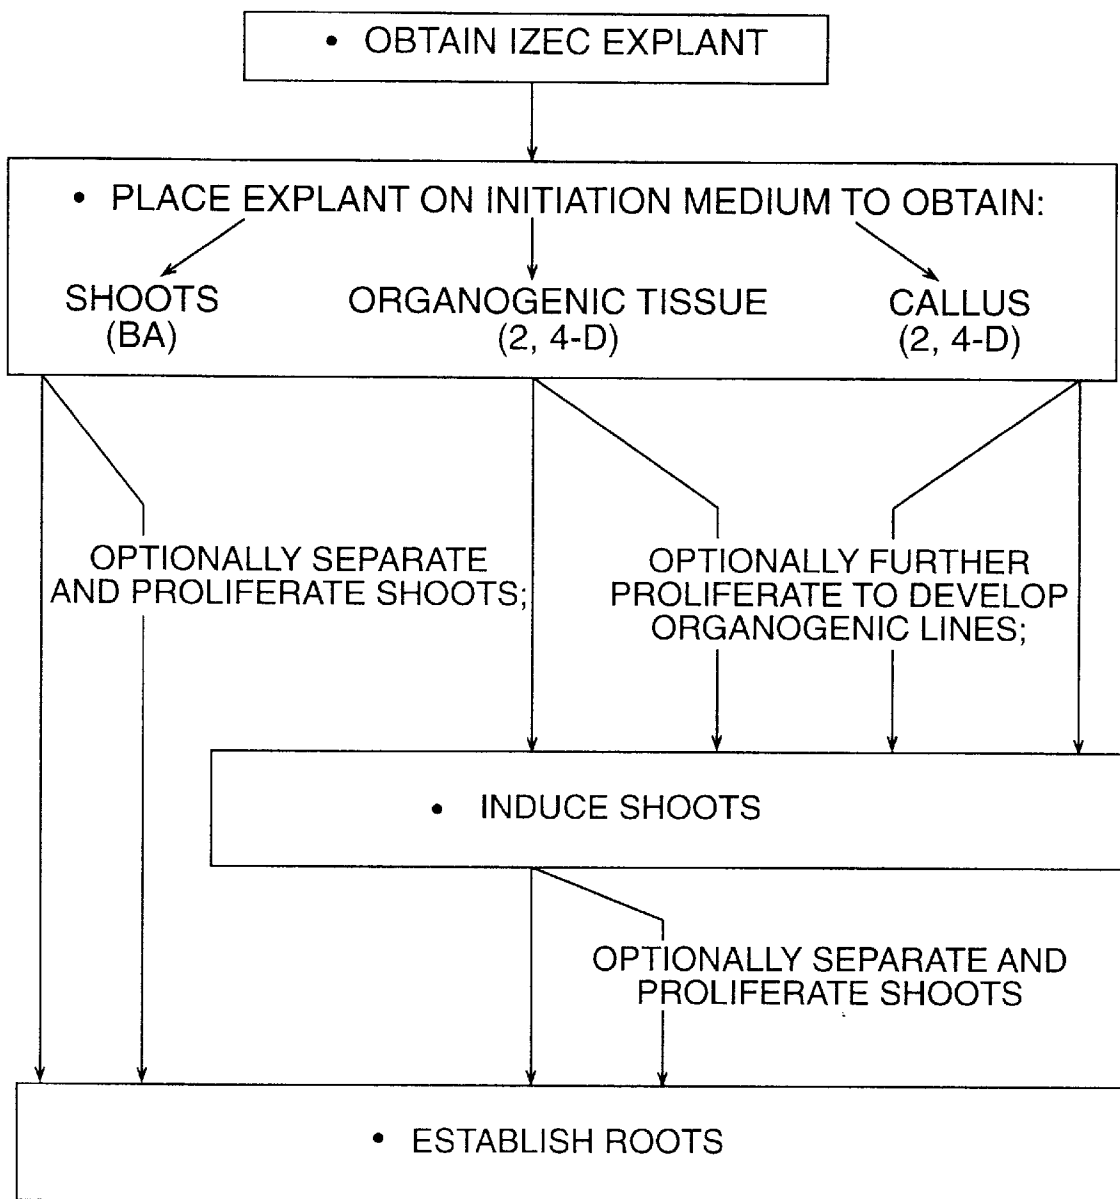 • OBTAIN IZEC EXPLANT
• PLACE EXPLANT ON INITIATION MEDIUM TO OBTAIN:
SHOOTS
(BA)
ORGANOGENIC TISSUE
(2, 4-D)
CALLUS
(2, 4-D)
OPTIONALLY SEPARATE
AND PROLIFERATE SHOOTS;
OPTIONALLY FURTHER
PROLIFERATE TO DEVELOP
ORGANOGENIC LINES;
• INDUCE SHOOTS
OPTIONALLY SEPARATE AND
PROLIFERATE SHOOTS
• ESTABLISH ROOTS